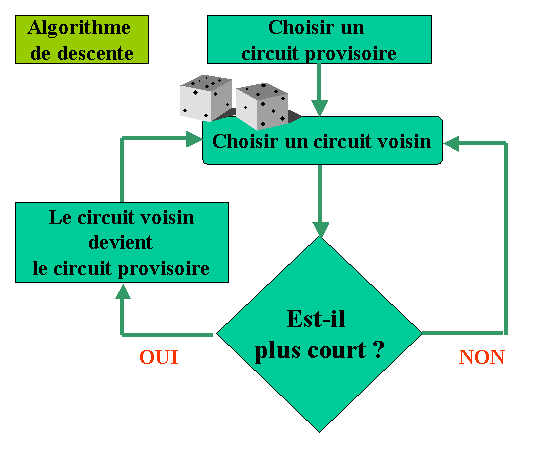 Algorithme
de descente
Choisir un
circuit provisoire
Choisir un circuit voisin
Le circuit voisin
devient
le circuit provisoire
Est-il
plus court ?
OUI
NON